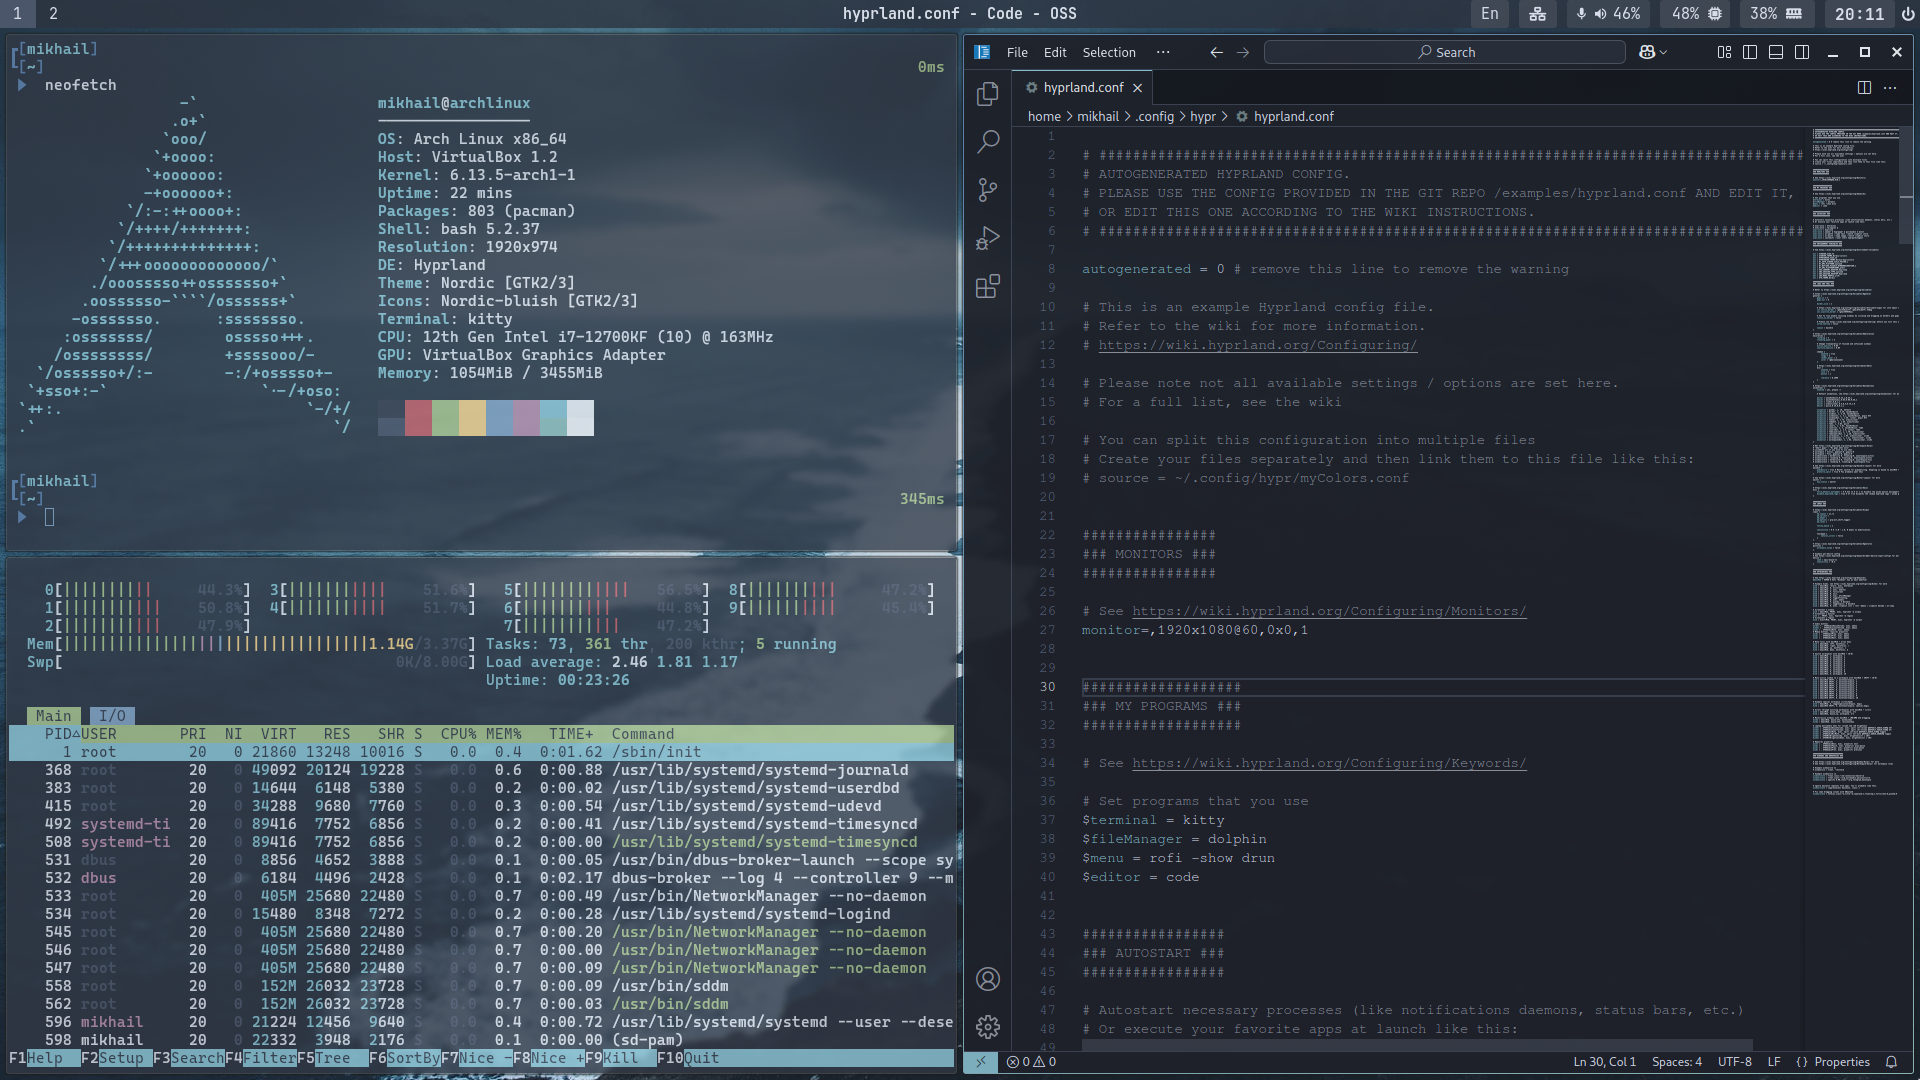 1 2 hyprland.conf - Code - OSS En 46% 48% 38% 20:11
[mikhail]
[~] 0ms
neofetch
-`
.o+`
`ooo/
`+oooo:
`+oooooo:
-+oooooo+:
`/:-:++oooo+:
`/++++/+++++++:
`/++++++++++++++:
`/+++ooooooooooooo/`
./ooosssso++osssssso+`
.oossssso-````/ossssss+`
-osssssso. :ssssssso.
:osssssss/ osssso+++.
/ossssssss/ +ssssooo/-
`/ossssso+/:- -:/+osssso+-
`+sso+:-` `.-/+oso:
`++:. `-/+/
.` `/
mikhail@archlinux
-----------------
OS: Arch Linux x86_64
Host: VirtualBox 1.2
Kernel: 6.13.5-arch1-1
Uptime: 22 mins
Packages: 803 (pacman)
Shell: bash 5.2.37
Resolution: 1920x974
DE: Hyprland
Theme: Nordic [GTK2/3]
Icons: Nordic-bluish [GTK2/3]
Terminal: kitty
CPU: 12th Gen Intel i7-12700KF (10) @ 163MHz
GPU: VirtualBox Graphics Adapter
Memory: 1054MiB / 3455MiB
[mikhail]
[~] 345ms
0[||||||||||| 44.3%] 3[||||||||||| 51.6%] 5[|||||||||||| 56.5%] 8[|||||||||| 47.2%]
1[||||||||||| 50.8%] 4[||||||||||| 51.7%] 6[|||||||||| 44.8%] 9[|||||||||| 45.4%]
2[||||||||||| 47.9%] 7[||||||||||| 47.2%]
Mem[||||||||||||||||||||||||||||||||||1.14G/3.37G] Tasks: 73, 361 thr, 200 kthr; 5 running
Swp[ 0K/8.00G] Load average: 2.46 1.81 1.17
Uptime: 00:23:26
Main I/O
PID△USER PRI NI VIRT RES SHR S CPU% MEM% TIME+ Command
1 root 20 0 21860 13248 10016 S 0.0 0.4 0:01.62 /sbin/init
368 root 20 0 49092 20124 19228 S 0.0 0.6 0:00.88 /usr/lib/systemd/systemd-journald
383 root 20 0 14644 6148 5380 S 0.0 0.2 0:00.02 /usr/lib/systemd/systemd-userdbd
415 root 20 0 34288 9680 7760 S 0.0 0.3 0:00.54 /usr/lib/systemd/systemd-udevd
492 systemd-ti 20 0 89416 7752 6856 S 0.0 0.2 0:00.41 /usr/lib/systemd/systemd-timesyncd
508 systemd-ti 20 0 89416 7752 6856 S 0.0 0.2 0:00.00 /usr/lib/systemd/systemd-timesyncd
531 dbus 20 0 8856 4652 3888 S 0.0 0.1 0:00.05 /usr/bin/dbus-broker-launch --scope sy
532 dbus 20 0 6184 4496 2428 S 0.0 0.1 0:02.17 dbus-broker --log 4 --controller 9 --m
533 root 20 0 405M 25680 22480 S 0.0 0.7 0:00.49 /usr/bin/NetworkManager --no-daemon
534 root 20 0 15480 8348 7272 S 0.0 0.2 0:00.28 /usr/lib/systemd/systemd-logind
545 root 20 0 405M 25680 22480 S 0.0 0.7 0:00.20 /usr/bin/NetworkManager --no-daemon
546 root 20 0 405M 25680 22480 S 0.0 0.7 0:00.00 /usr/bin/NetworkManager --no-daemon
547 root 20 0 405M 25680 22480 S 0.0 0.7 0:00.09 /usr/bin/NetworkManager --no-daemon
558 root 20 0 152M 26032 23728 S 0.0 0.7 0:00.09 /usr/bin/sddm
562 root 20 0 152M 26032 23728 S 0.0 0.7 0:00.03 /usr/bin/sddm
596 mikhail 20 0 21224 12456 9640 S 0.0 0.4 0:00.72 /usr/lib/systemd/systemd --user --dese
598 mikhail 20 0 22332 3948 2176 S 0.0 0.1 0:00.00 (sd-pam)
F1Help F2Setup F3SearchF4FilterF5Tree F6SortByF7Nice -F8Nice +F9Kill F10Quit
File Edit Selection ··· Search
hyprland.conf
home > mikhail > .config > hypr > hyprland.conf
1
2 # #####################################################################################
3 # AUTOGENERATED HYPRLAND CONFIG.
4 # PLEASE USE THE CONFIG PROVIDED IN THE GIT REPO /examples/hyprland.conf AND EDIT IT,
5 # OR EDIT THIS ONE ACCORDING TO THE WIKI INSTRUCTIONS.
6 # #####################################################################################
7
8 autogenerated = 0 # remove this line to remove the warning
9
10 # This is an example Hyprland config file.
11 # Refer to the wiki for more information.
12 # https://wiki.hyprland.org/Configuring/
13
14 # Please note not all available settings / options are set here.
15 # For a full list, see the wiki
16
17 # You can split this configuration into multiple files
18 # Create your files separately and then link them to this file like this:
19 # source = ~/.config/hypr/myColors.conf
20
21
22 ################
23 ### MONITORS ###
24 ################
25
26 # See https://wiki.hyprland.org/Configuring/Monitors/
27 monitor=,1920x1080@60,0x0,1
28
29
30 ###################
31 ### MY PROGRAMS ###
32 ###################
33
34 # See https://wiki.hyprland.org/Configuring/Keywords/
35
36 # Set programs that you use
37 $terminal = kitty
38 $fileManager = dolphin
39 $menu = rofi -show drun
40 $editor = code
41
42
43 #################
44 ### AUTOSTART ###
45 #################
46
47 # Autostart necessary processes (like notifications daemons, status bars, etc.)
48 # Or execute your favorite apps at launch like this:
49
0 0 Ln 30, Col 1 Spaces: 4 UTF-8 LF {} Properties